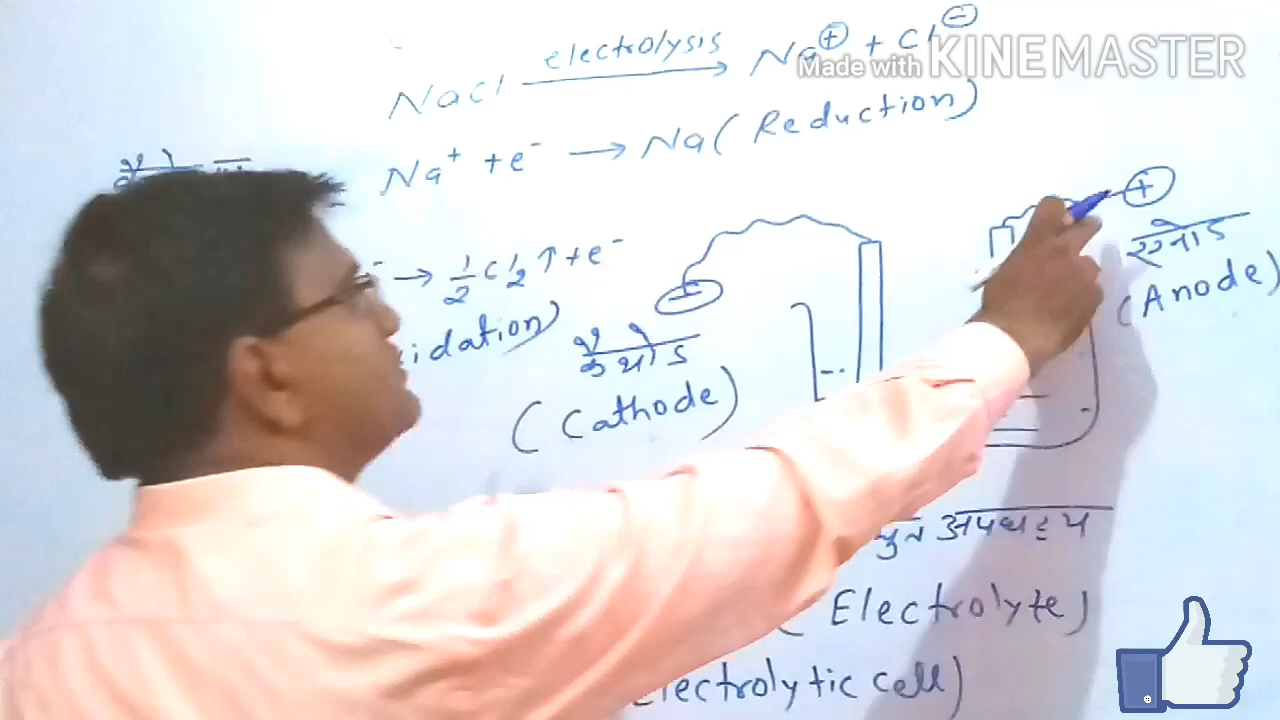 NaCl electrolysis→ Na⊕ + Cl⊖
Made with KINEMASTER
Na⁺ + e⁻ → Na (Reduction)
⊕
एनोड
(Anode)
⁻ → ½Cl₂↑ + e⁻
idation)
⊖
कैथोड
(Cathode)
अपघट्य
(Electrolyte)
lectrolytic cell)